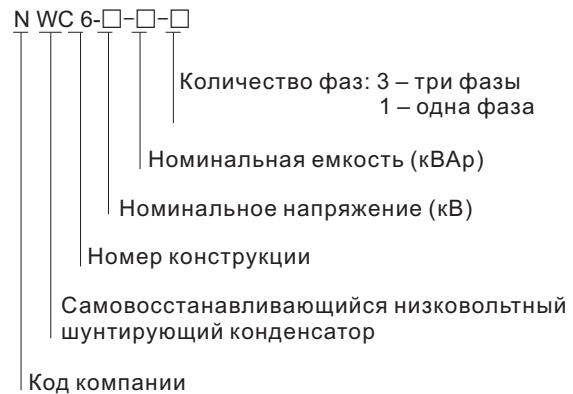 N WC 6-□-□-□
Количество фаз: 3 – три фазы
1 – одна фаза
Номинальная емкость (кВАр)
Номинальное напряжение (кВ)
Номер конструкции
Самовосстанавливающийся низковольтный
шунтирующий конденсатор
Код компании